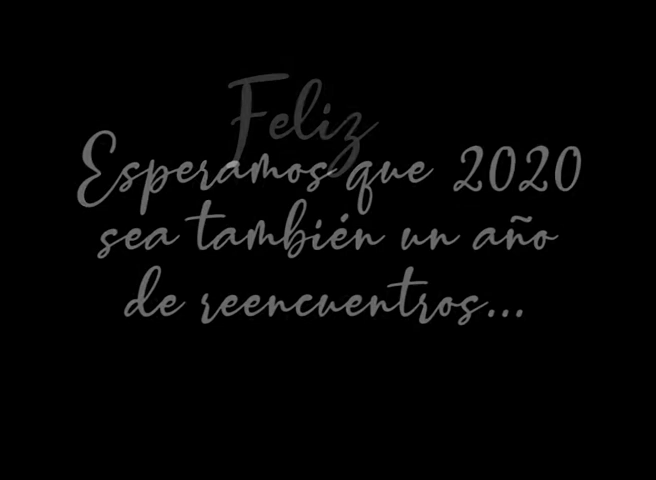 Feliz
Esperamos que 2020
sea también un año
de reencuentros...